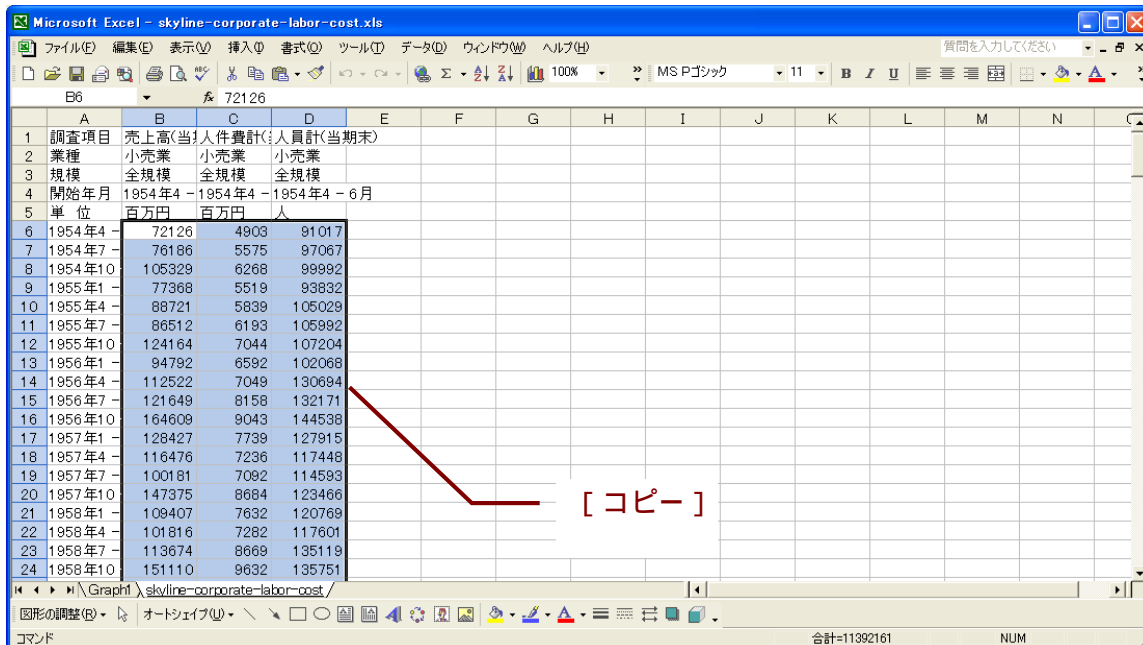 Microsoft Excel - skyline-corporate-labor-cost.xls
ファイル(F) 編集(E) 表示(V) 挿入(I) 書式(O) ツール(T) データ(D) ウィンドウ(W) ヘルプ(H) 質問を入力してください
100% MS Pゴシック 11 B I U
B6 fx 72126
A B C D E F G H I J K L M N
1 調査項目 売上高(当 人件費計( 人員計(当期末)
2 業種 小売業 小売業 小売業
3 規模 全規模 全規模 全規模
4 開始年月 1954年4 - 1954年4 - 1954年4 - 6月
5 単 位 百万円 百万円 人
6 1954年4 - 72126 4903 91017
7 1954年7 - 76186 5575 97067
8 1954年10 105329 6268 99992
9 1955年1 - 77368 5519 93832
10 1955年4 - 88721 5839 105029
11 1955年7 - 86512 6193 105992
12 1955年10 124164 7044 107204
13 1956年1 - 94792 6592 102068
14 1956年4 - 112522 7049 130694
15 1956年7 - 121649 8158 132171
16 1956年10 164609 9043 144538
17 1957年1 - 128427 7739 127915
18 1957年4 - 116476 7236 117448
19 1957年7 - 100181 7092 114593
20 1957年10 147375 8684 123466
21 1958年1 - 109407 7632 120769
22 1958年4 - 101816 7282 117601
23 1958年7 - 113674 8669 135119
24 1958年10 151110 9632 135751
[ コピー ]
Graph1 skyline-corporate-labor-cost
図形の調整(R) オートシェイプ(U)
コマンド 合計=11392161 NUM